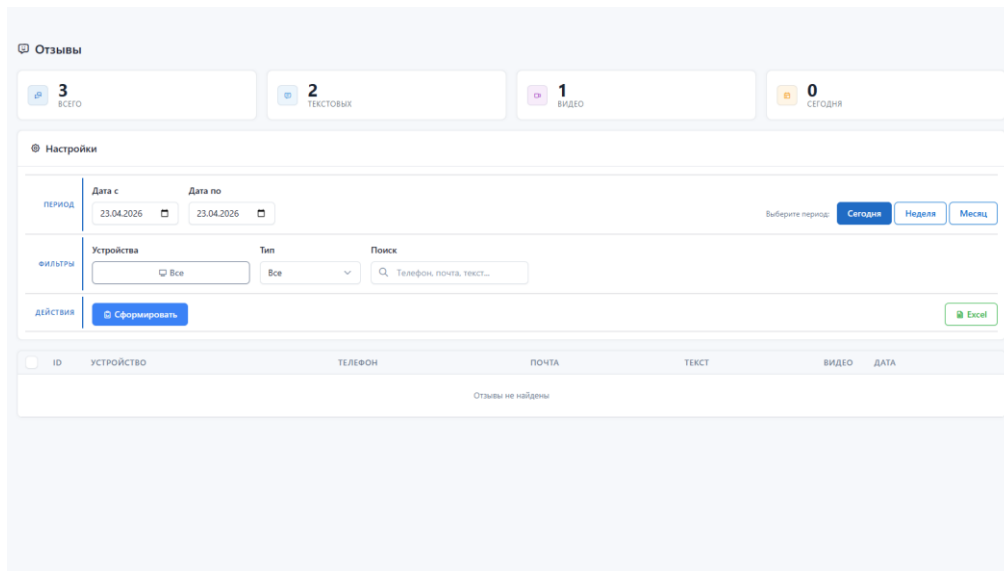 Отзывы
3
ВСЕГО
2
ТЕКСТОВЫХ
1
ВИДЕО
0
СЕГОДНЯ
Настройки
ПЕРИОД
Дата с
Дата по
23.04.2026
23.04.2026
Выберите период:
Сегодня
Неделя
Месяц
ФИЛЬТРЫ
Устройства
Тип
Поиск
Все
Все
Телефон, почта, текст...
ДЕЙСТВИЯ
Сформировать
Excel
ID УСТРОЙСТВО ТЕЛЕФОН ПОЧТА ТЕКСТ ВИДЕО ДАТА
Отзывы не найдены